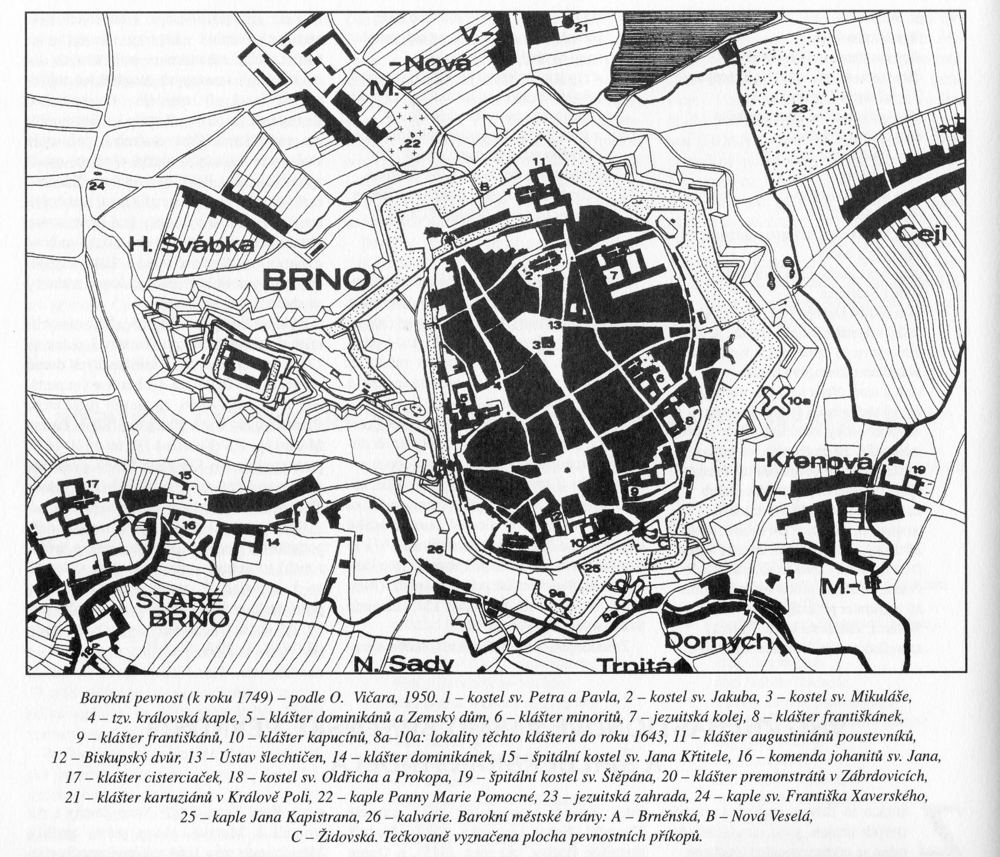 V.-
21
-Nová
M.-
23
20
22
24
11
B
H. Švábka
Cejl
BRNO
2
7
13
3
6
4
5
10a
8
-Křenová
A
15
17
19
9
V-
12
16
1
14
10
C
26
25
M.-
STARÉ
BRNO
9a
8a
18
Dornych
N. Sady
Trnitá
Barokní pevnost (k roku 1749) – podle O. Vičara, 1950. 1 – kostel sv. Petra a Pavla, 2 – kostel sv. Jakuba, 3 – kostel sv. Mikuláše,
4 – tzv. královská kaple, 5 – klášter dominikánů a Zemský dům, 6 – klášter minoritů, 7 – jezuitská kolej, 8 – klášter františkánek,
9 – klášter františkánů, 10 – klášter kapucínů, 8a–10a: lokality těchto klášterů do roku 1643, 11 – klášter augustiniánů poustevníků,
12 – Biskupský dvůr, 13 – Ústav šlechtičen, 14 – klášter dominikánek, 15 – špitální kostel sv. Jana Křtitele, 16 – komenda johanitů sv. Jana,
17 – klášter cisterciaček, 18 – kostel sv. Oldřicha a Prokopa, 19 – špitální kostel sv. Štěpána, 20 – klášter premonstrátů v Zábrdovicích,
21 – klášter kartuziánů v Králově Poli, 22 – kaple Panny Marie Pomocné, 23 – jezuitská zahrada, 24 – kaple sv. Františka Xaverského,
25 – kaple Jana Kapistrana, 26 – kalvárie. Barokní městské brány: A – Brněnská, B – Nová Veselá,
C – Židovská. Tečkovaně vyznačena plocha pevnostních příkopů.